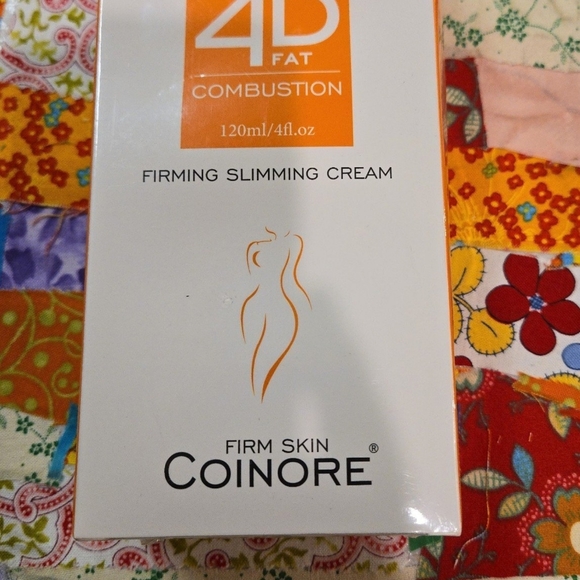 4D
FAT
COMBUSTION
120ml/4fl.oz
FIRMING SLIMMING CREAM
FIRM SKIN
COINORE®